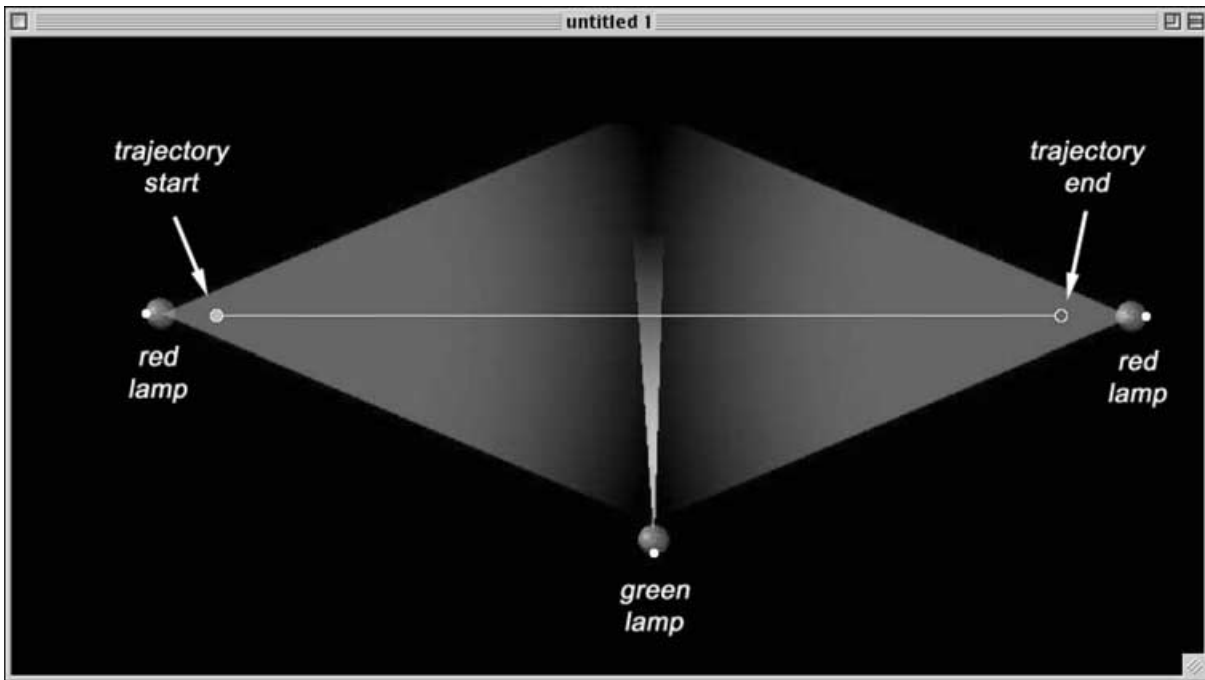 untitled 1
trajectory
start
trajectory
end
red
lamp
red
lamp
green
lamp